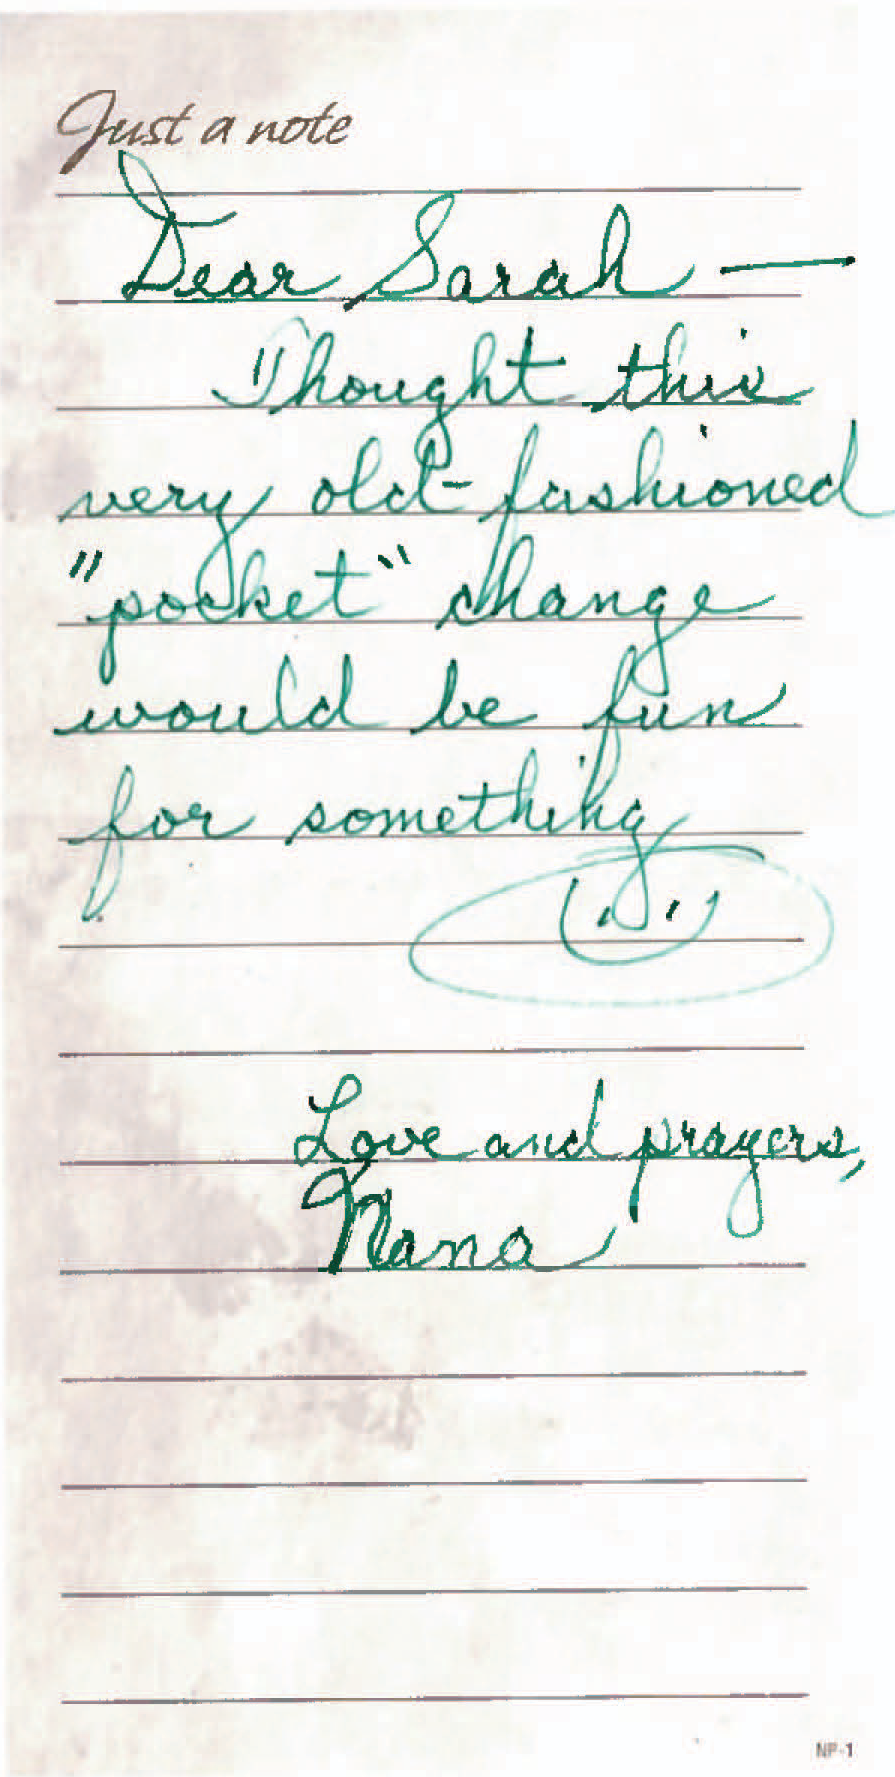 Just a note
Dear Sarah —
Thought this
very old-fashioned
"pocket" change
would be fun
for something
Love and prayers,
Nana
NP-1